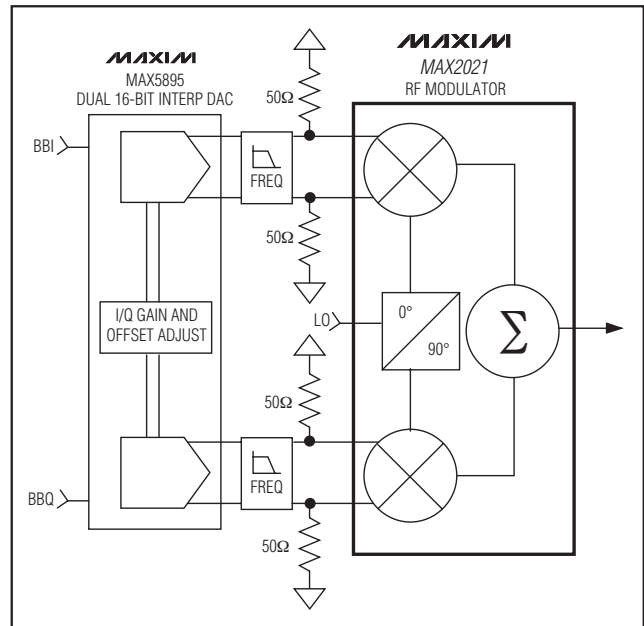 MAXIM
MAX5895
DUAL 16-BIT INTERP DAC
MAXIM
MAX2021
RF MODULATOR
50Ω
BBI
FREQ
50Ω
I/Q GAIN AND
OFFSET ADJUST
LO
0°
90°
Σ
50Ω
FREQ
BBQ
50Ω